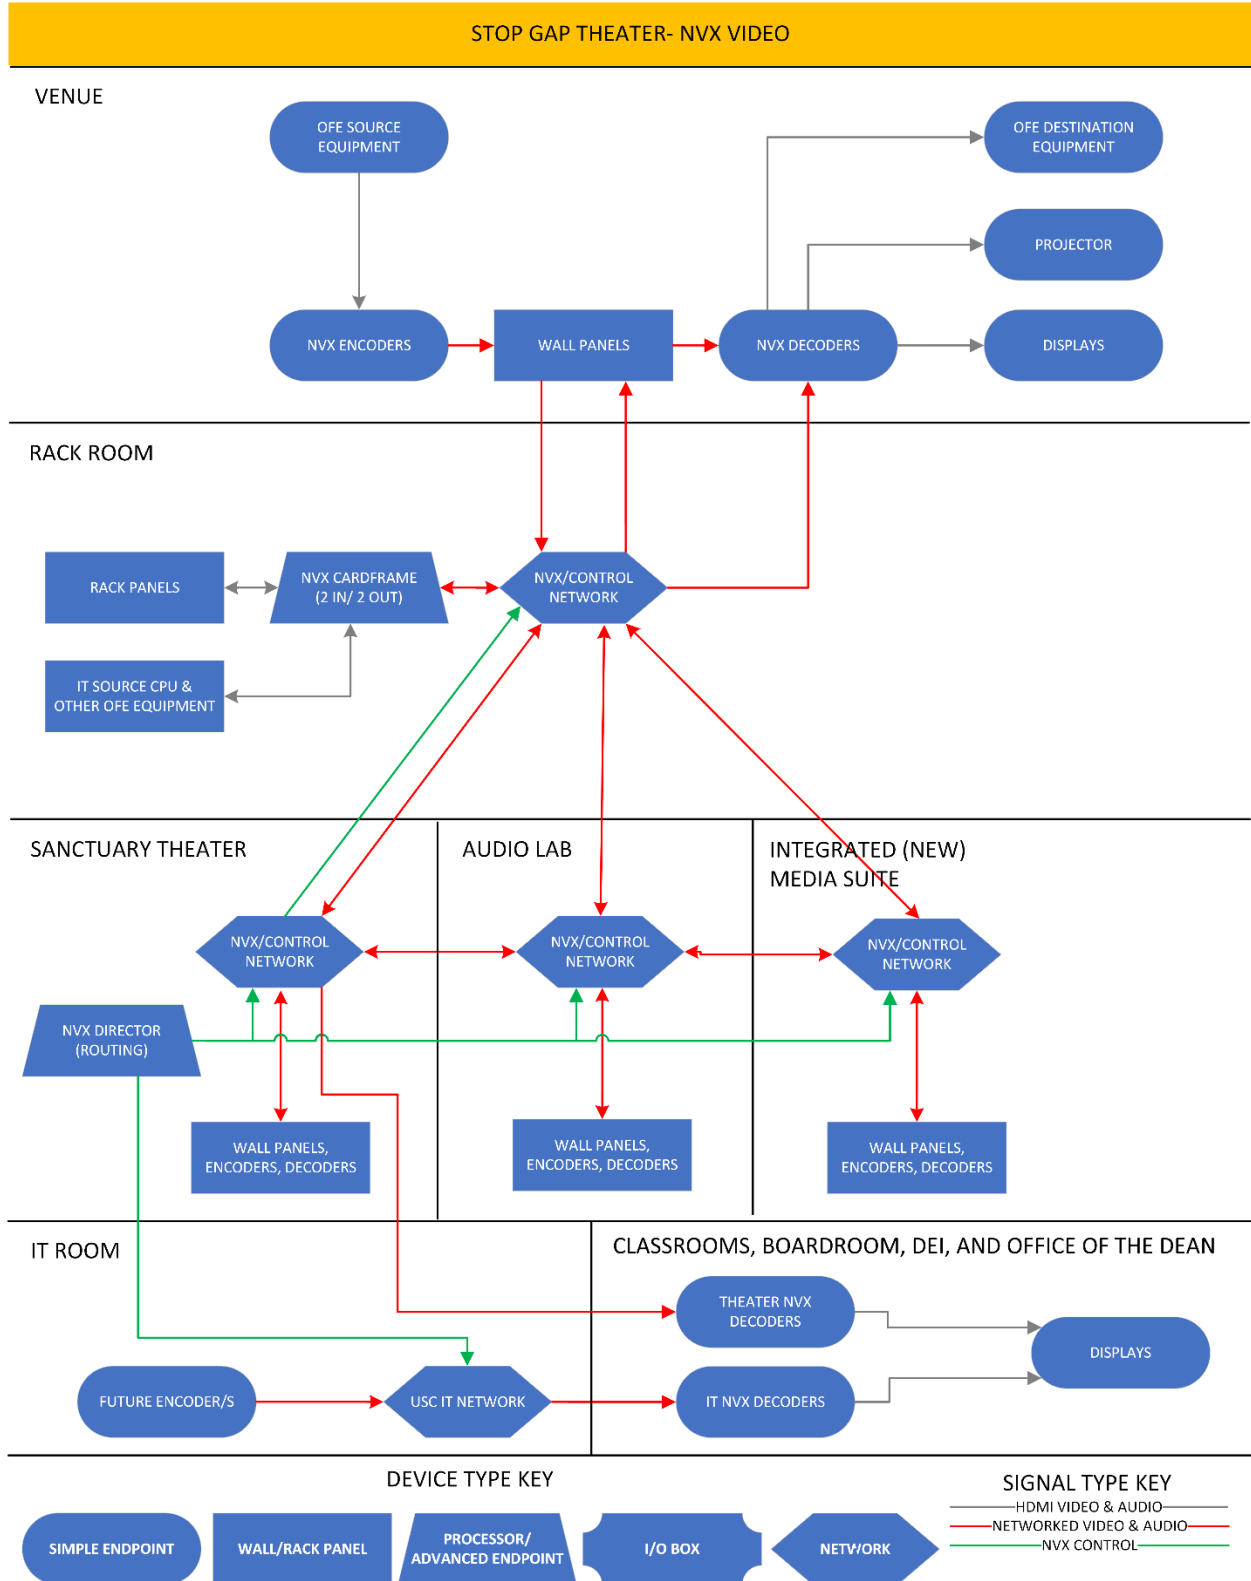 STOP GAP THEATER- NVX VIDEO
VENUE
OFE SOURCE
EQUIPMENT
OFE DESTINATION
EQUIPMENT
PROJECTOR
NVX ENCODERS
WALL PANELS
NVX DECODERS
DISPLAYS
RACK ROOM
RACK PANELS
NVX CARDFRAME
(2 IN/ 2 OUT)
NVX/CONTROL
NETWORK
IT SOURCE CPU &
OTHER OFE EQUIPMENT
SANCTUARY THEATER
AUDIO LAB
INTEGRATED (NEW)
MEDIA SUITE
NVX/CONTROL
NETWORK
NVX/CONTROL
NETWORK
NVX/CONTROL
NETWORK
NVX DIRECTOR
(ROUTING)
WALL PANELS,
ENCODERS, DECODERS
WALL PANELS,
ENCODERS, DECODERS
WALL PANELS,
ENCODERS, DECODERS
IT ROOM
CLASSROOMS, BOARDROOM, DEI, AND OFFICE OF THE DEAN
THEATER NVX
DECODERS
DISPLAYS
FUTURE ENCODER/S
USC IT NETWORK
IT NVX DECODERS
DEVICE TYPE KEY
SIMPLE ENDPOINT
WALL/RACK PANEL
PROCESSOR/
ADVANCED ENDPOINT
I/O BOX
NETWORK
SIGNAL TYPE KEY
HDMI VIDEO & AUDIO
NETWORKED VIDEO & AUDIO
NVX CONTROL